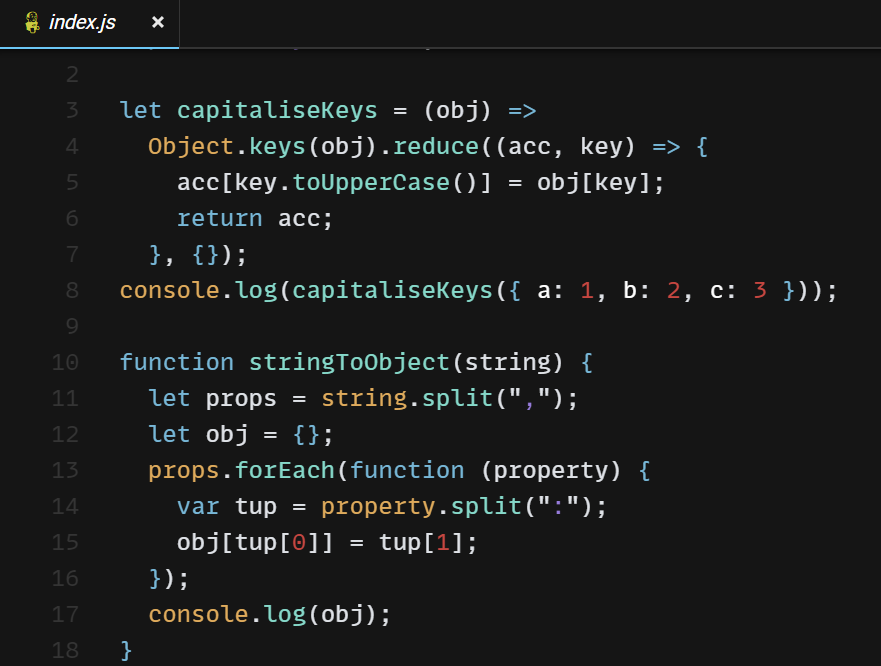 index.js ×
2
3 let capitaliseKeys = (obj) =>
4   Object.keys(obj).reduce((acc, key) => {
5     acc[key.toUpperCase()] = obj[key];
6     return acc;
7   }, {});
8 console.log(capitaliseKeys({ a: 1, b: 2, c: 3 }));
9
10 function stringToObject(string) {
11   let props = string.split(",");
12   let obj = {};
13   props.forEach(function (property) {
14     var tup = property.split(":");
15     obj[tup[0]] = tup[1];
16   });
17   console.log(obj);
18 }